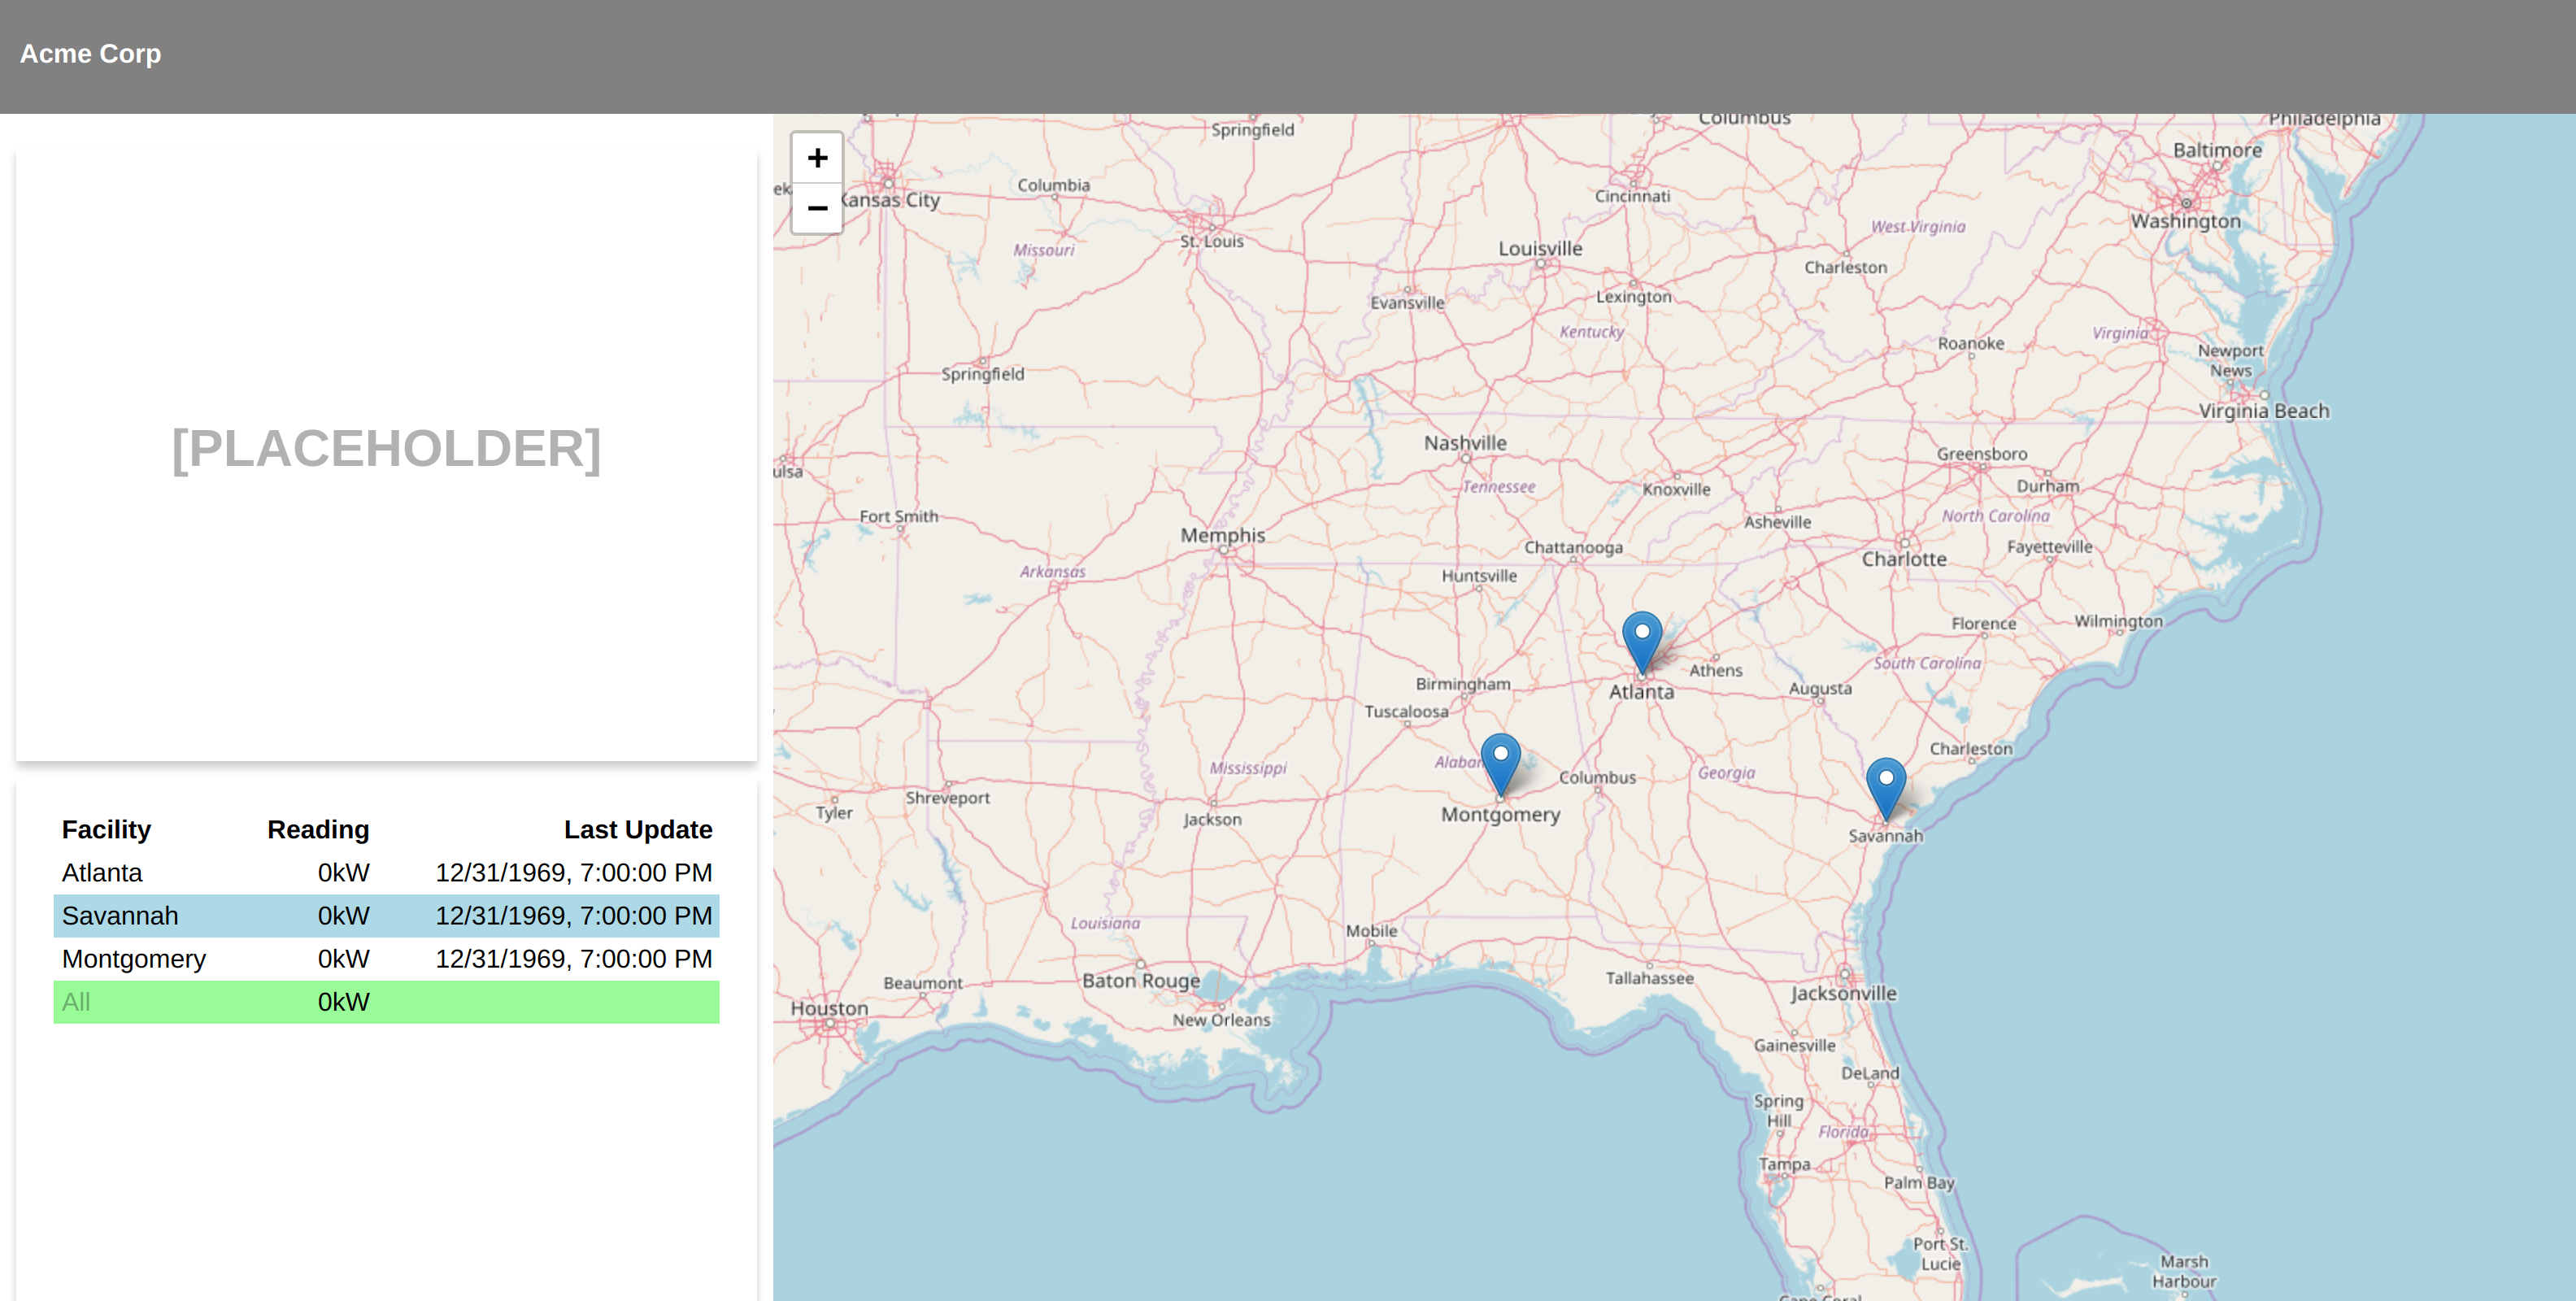 Acme Corp
[PLACEHOLDER]
Facility Reading Last Update
Atlanta 0kW 12/31/1969, 7:00:00 PM
Savannah 0kW 12/31/1969, 7:00:00 PM
Montgomery 0kW 12/31/1969, 7:00:00 PM
All 0kW
+
−
Springfield
Columbus
Philadelphia
Baltimore
Columbia
Kansas City
Cincinnati
Washington
St. Louis
Missouri
West Virginia
Louisville
Charleston
Evansville
Lexington
Kentucky
Virginia
Roanoke
Newport
News
Springfield
Virginia Beach
Nashville
Greensboro
Tennessee
Knoxville
Durham
Fort Smith
Asheville
North Carolina
Memphis
Chattanooga
Charlotte
Fayetteville
Arkansas
Huntsville
Florence
Wilmington
South Carolina
Athens
Birmingham
Atlanta
Augusta
Tuscaloosa
Charleston
Mississippi
Columbus
Georgia
Shreveport
Tyler
Jackson
Montgomery
Savannah
Louisiana
Mobile
Baton Rouge
Beaumont
Tallahassee
Jacksonville
Houston
New Orleans
Gainesville
DeLand
Spring
Hill
Florida
Tampa
Palm Bay
Port St.
Lucie
Marsh
Harbour